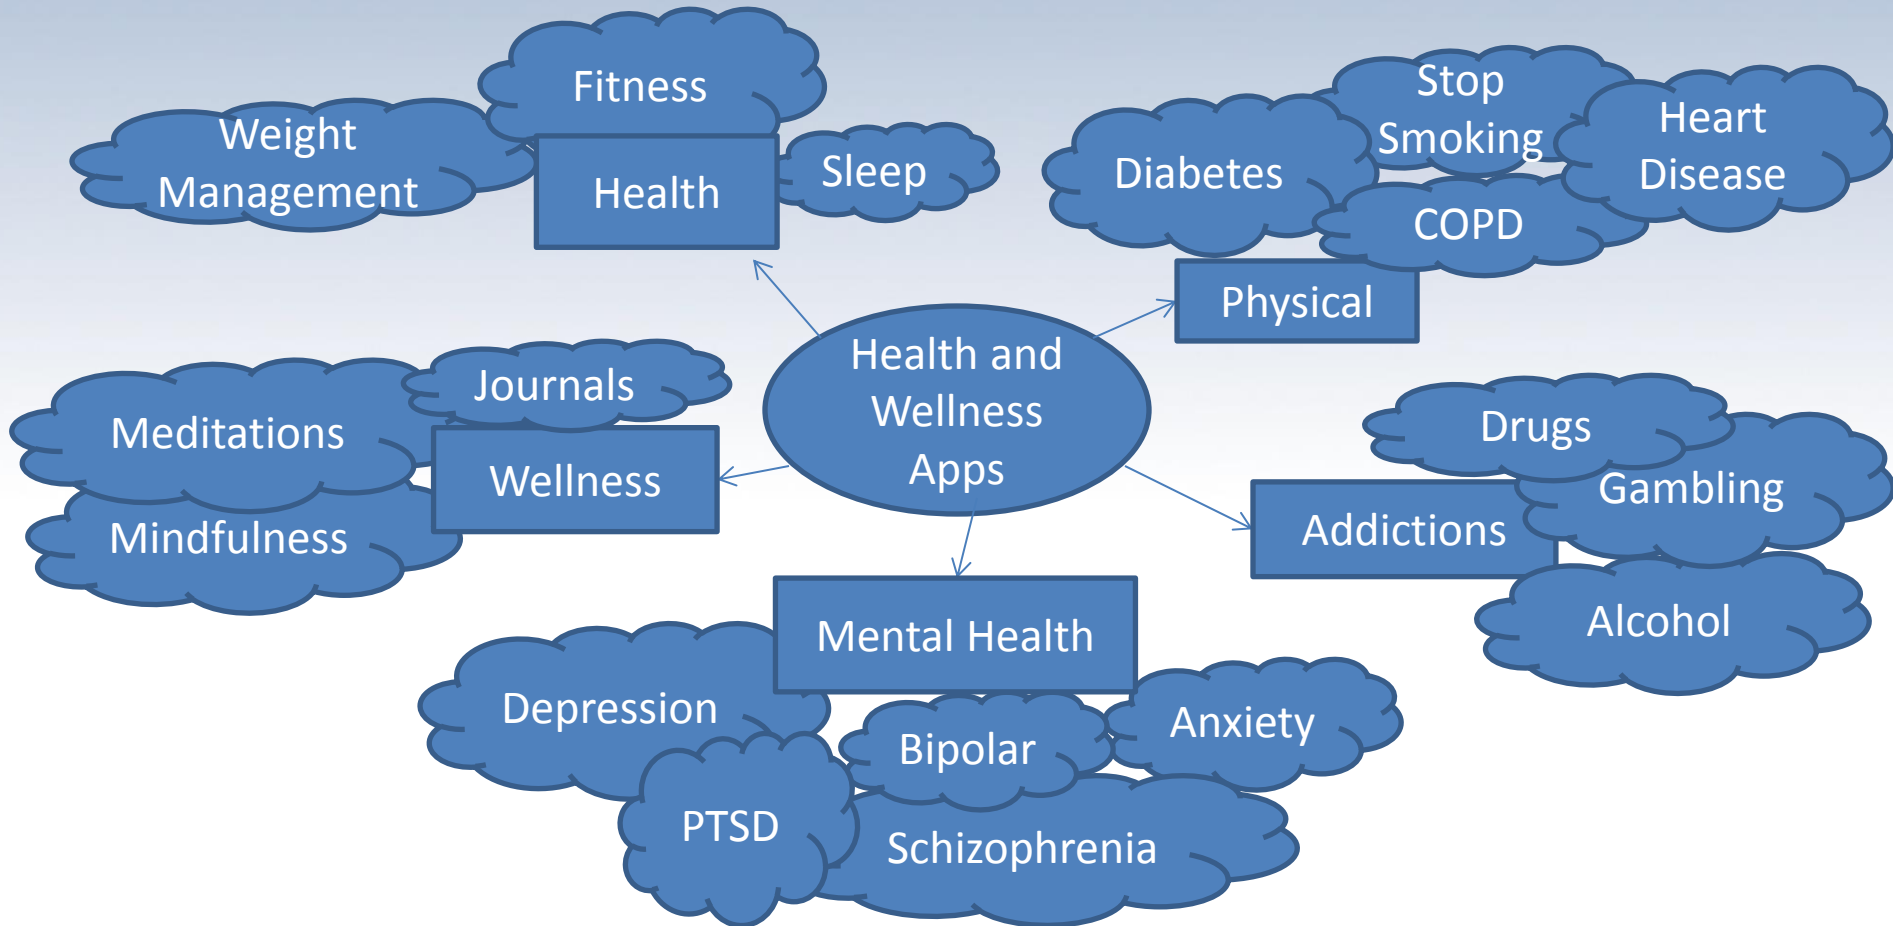 Fitness
Weight
Management
Health
Sleep
Stop
Smoking
Heart
Disease
Diabetes
COPD
Physical
Health and
Wellness
Apps
Journals
Meditations
Wellness
Mindfulness
Drugs
Gambling
Addictions
Alcohol
Mental Health
Depression
Bipolar
Anxiety
PTSD
Schizophrenia